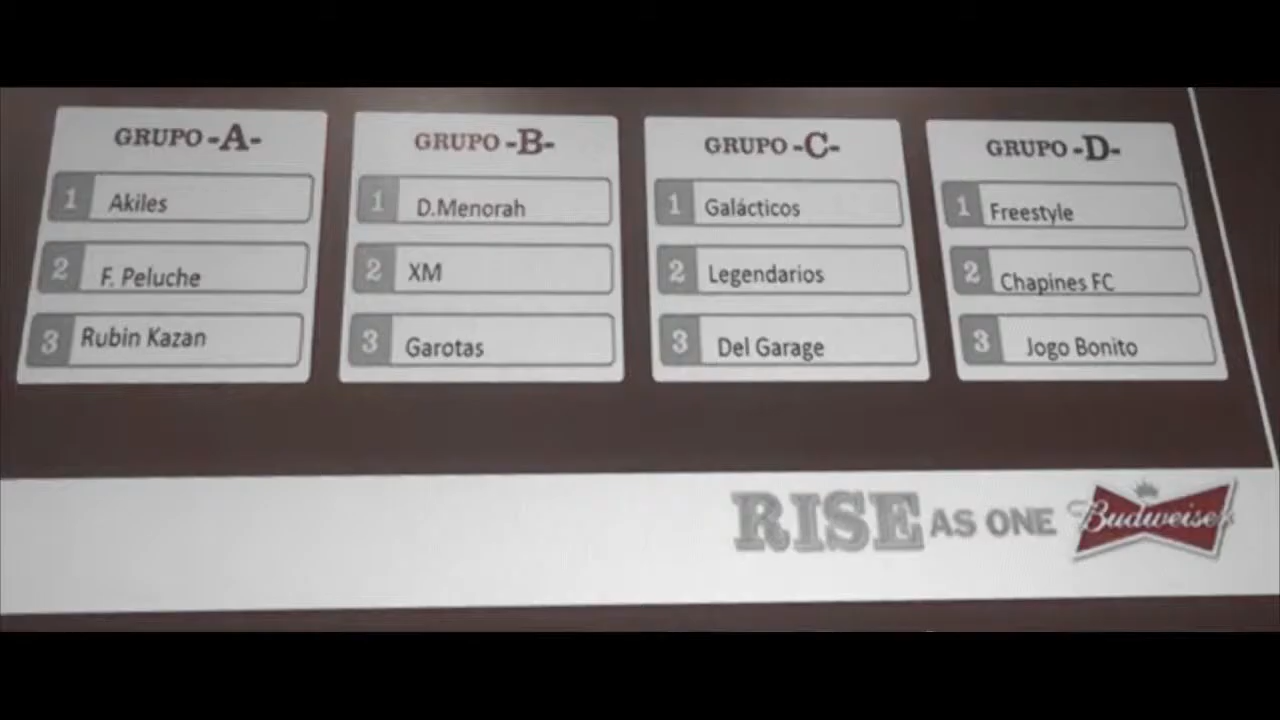 GRUPO -A-
1 Akiles
2 F. Peluche
3 Rubin Kazan
GRUPO -B-
1 D.Menorah
2 XM
3 Garotas
GRUPO -C-
1 Galácticos
2 Legendarios
3 Del Garage
GRUPO -D-
1 Freestyle
2 Chapines FC
3 Jogo Bonito
RISE AS ONE Budweiser